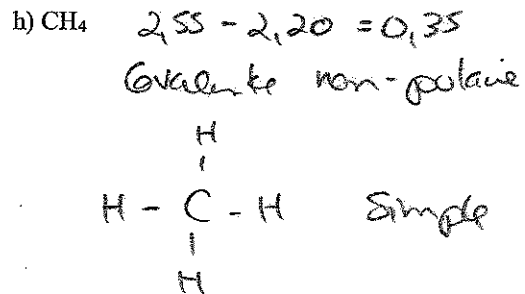 h) CH4 2,55 - 2,20 = 0,35
Covalente non-polaire
H
H - C - H Simple
H